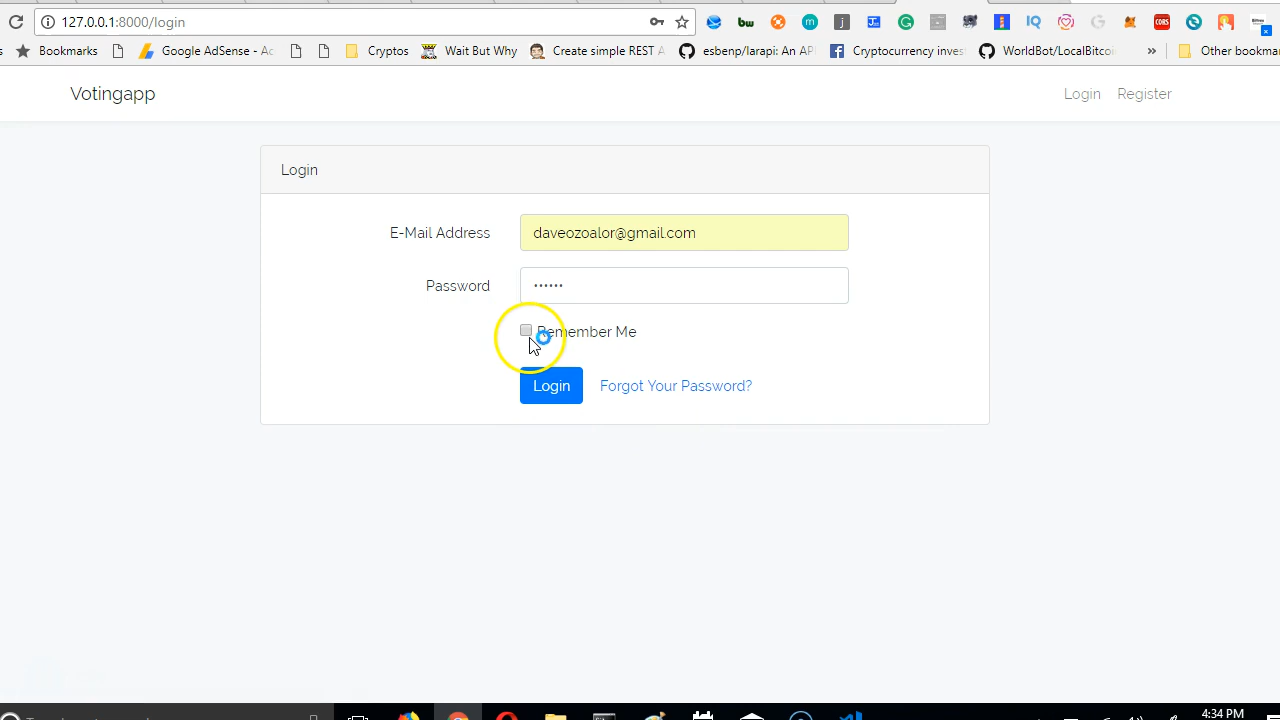 127.0.0.1:8000/login
Bookmarks Google AdSense - Ac Cryptos Wait But Why Create simple REST A esbenp/larapi: An API Cryptocurrency inves WorldBot/LocalBitcoi » Other bookmar
Votingapp Login Register
Login
E-Mail Address daveozoalor@gmail.com
Password ••••••
Remember Me
Login Forgot Your Password?
4:34 PM